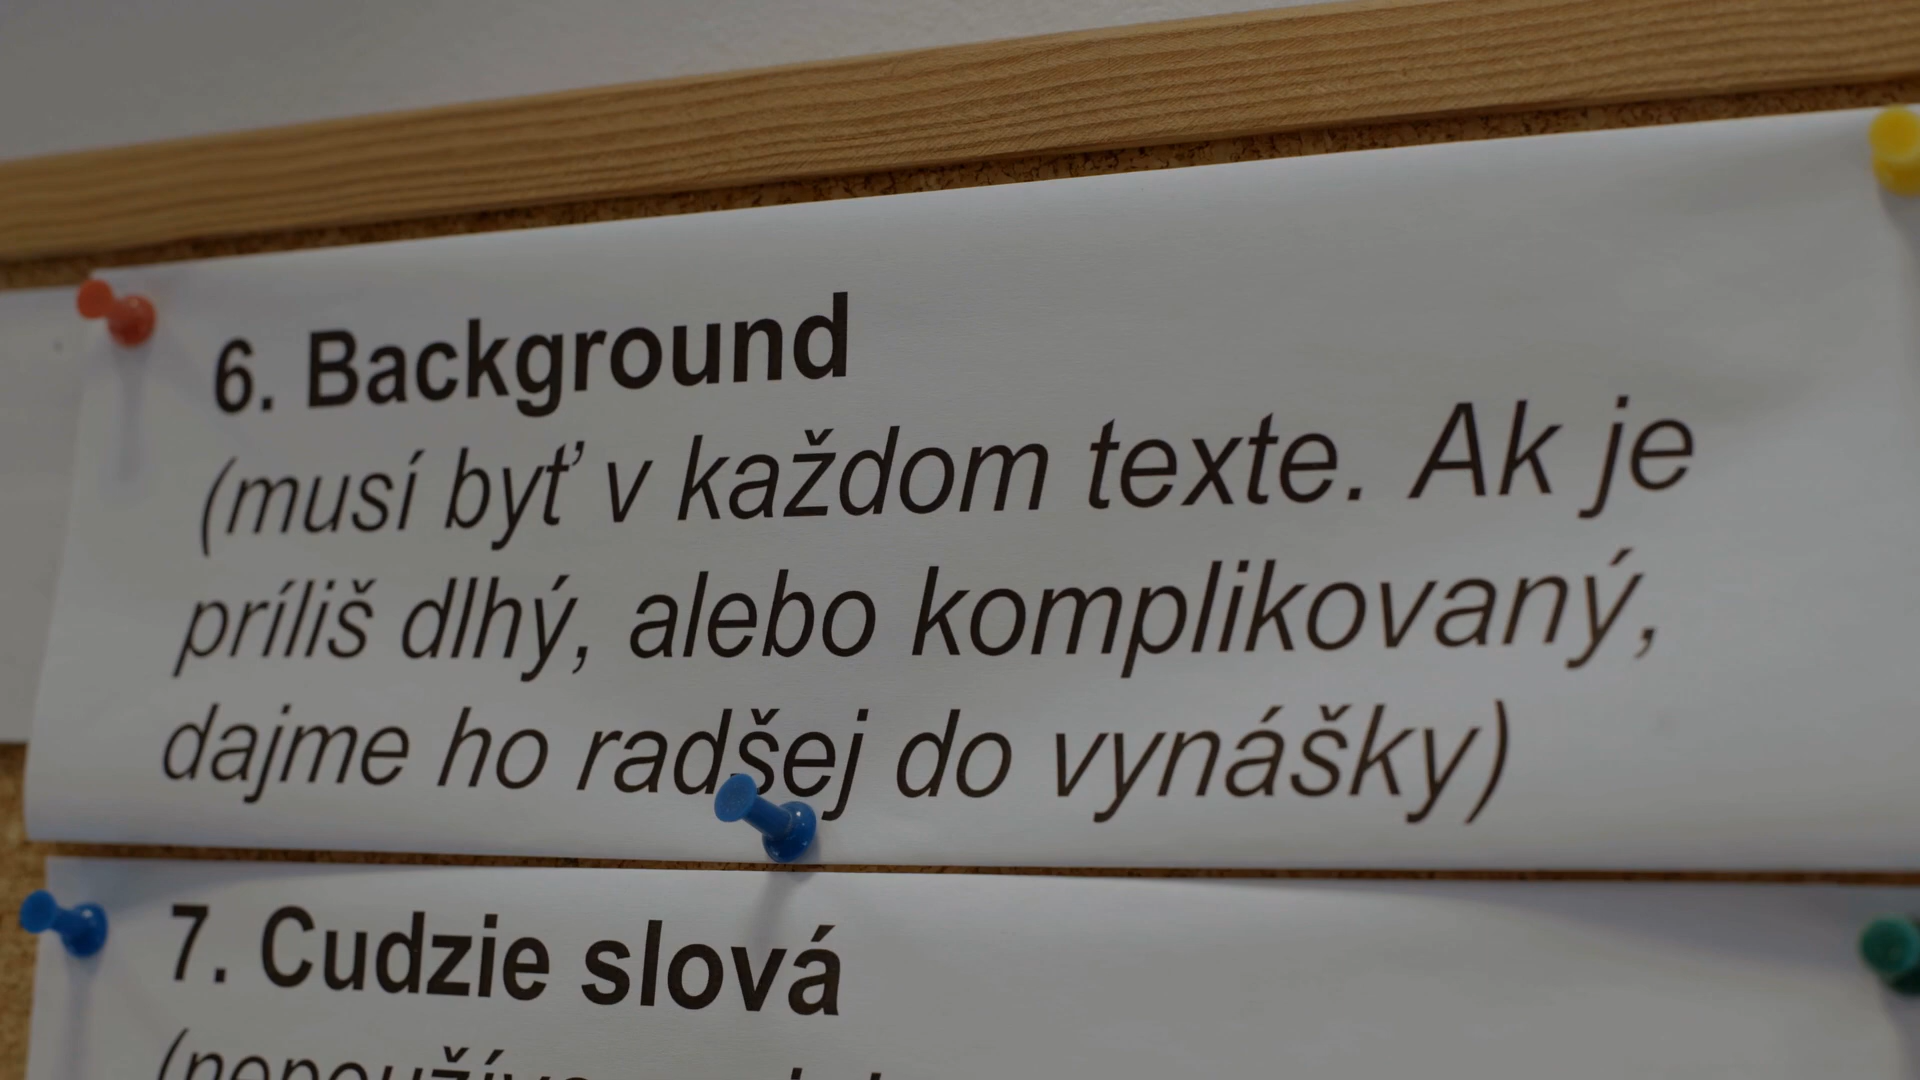 6. Background
(musí byť v každom texte. Ak je
príliš dlhý, alebo komplikovaný,
dajme ho radšej do vynášky)
7. Cudzie slová